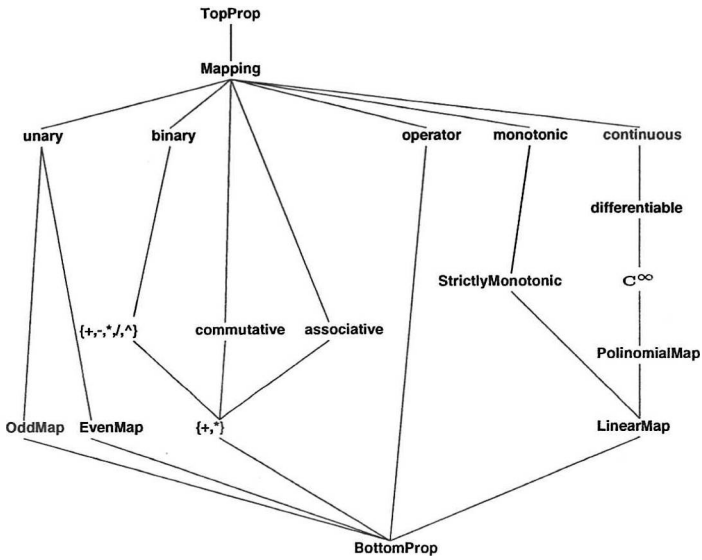 TopProp
Mapping
unary binary operator monotonic continuous
differentiable
StrictlyMonotonic C∞
{+,-,*,/,^} commutative associative
PolinomialMap
OddMap EvenMap {+,*} LinearMap
BottomProp